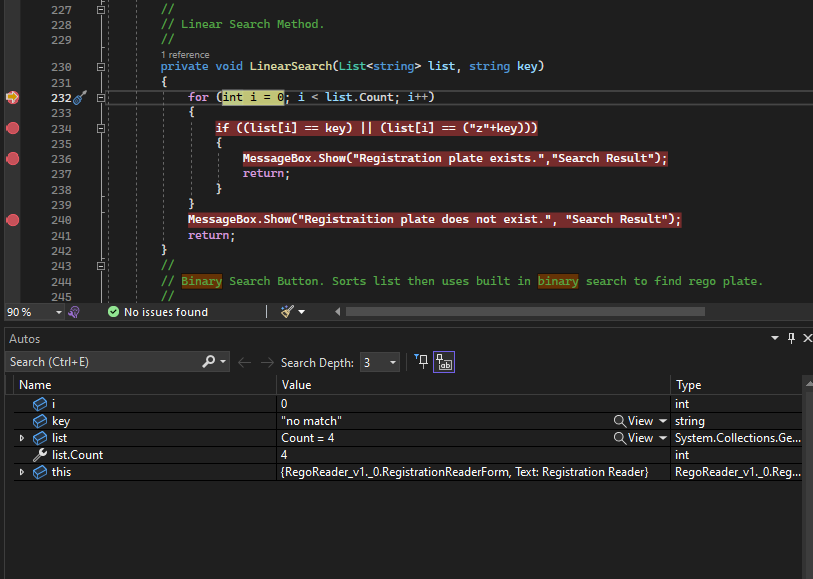 227 //
228 // Linear Search Method.
229 //
1 reference
230 private void LinearSearch(List<string> list, string key)
231 {
232 for (int i = 0; i < list.Count; i++)
233 {
234 if ((list[i] == key) || (list[i] == ("z"+key)))
235 {
236 MessageBox.Show("Registration plate exists.","Search Result");
237 return;
238 }
239 }
240 MessageBox.Show("Registraition plate does not exist.", "Search Result");
241 return;
242 }
243 //
244 // Binary Search Button. Sorts list then uses built in binary search to find rego plate.
245 //
90 % No issues found
Autos
Search (Ctrl+E) Search Depth: 3
Name Value Type
i 0 int
key "no match" View string
list Count = 4 View System.Collections.Ge...
list.Count 4 int
this {RegoReader_v1._0.RegistrationReaderForm, Text: Registration Reader} RegoReader_v1._0.Reg...